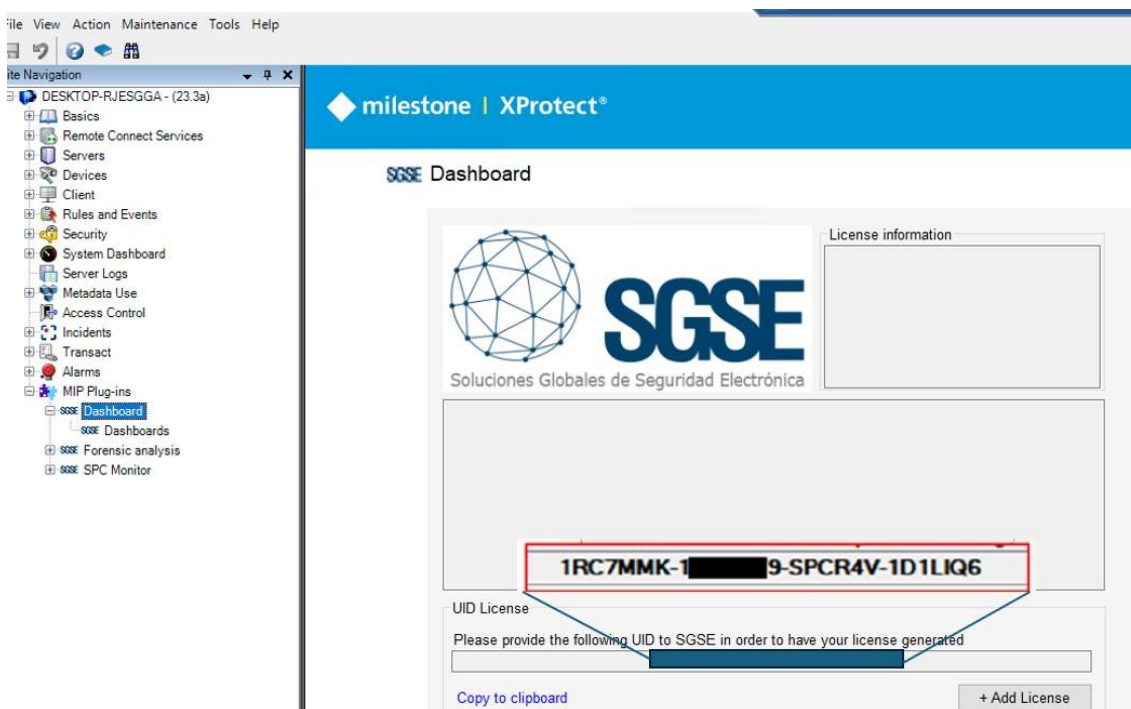 File View Action Maintenance Tools Help
Site Navigation
DESKTOP-RJESGGA - (23.3a)
Basics
Remote Connect Services
Servers
Devices
Client
Rules and Events
Security
System Dashboard
Server Logs
Metadata Use
Access Control
Incidents
Transact
Alarms
MIP Plug-ins
SGSE Dashboard
SGSE Dashboards
SGSE Forensic analysis
SGSE SPC Monitor
milestone | XProtect®
SGSE Dashboard
License information
SGSE
Soluciones Globales de Seguridad Electrónica
1RC7MMK-1 9-SPCR4V-1D1LIQ6
UID License
Please provide the following UID to SGSE in order to have your license generated
Copy to clipboard
+ Add License